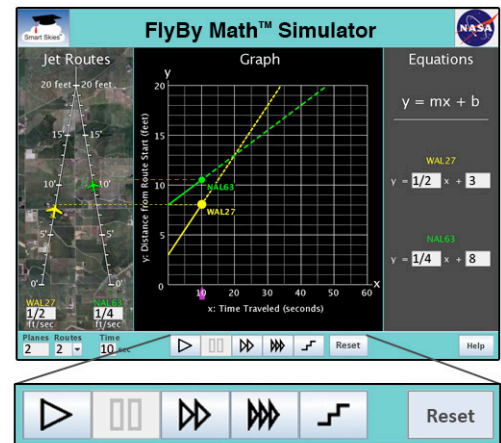 Smart Skies™
FlyBy Math™ Simulator
NASA
Jet Routes
20 feet 20 feet
15' 15'
10' 10'
5' 5'
0' 0'
WAL27 NAL63
1/2 1/4
ft/sec ft/sec
Graph
y
y: Distance from Route Start (feet)
20
15
10
5
0
NAL63
WAL27
10 20 30 40 50 60
x
x: Time Traveled (seconds)
Equations
y = mx + b
WAL27
y = 1/2 x + 3
NAL63
y = 1/4 x + 8
Planes Routes Time
2 2 10 sec
Reset
Help
Reset